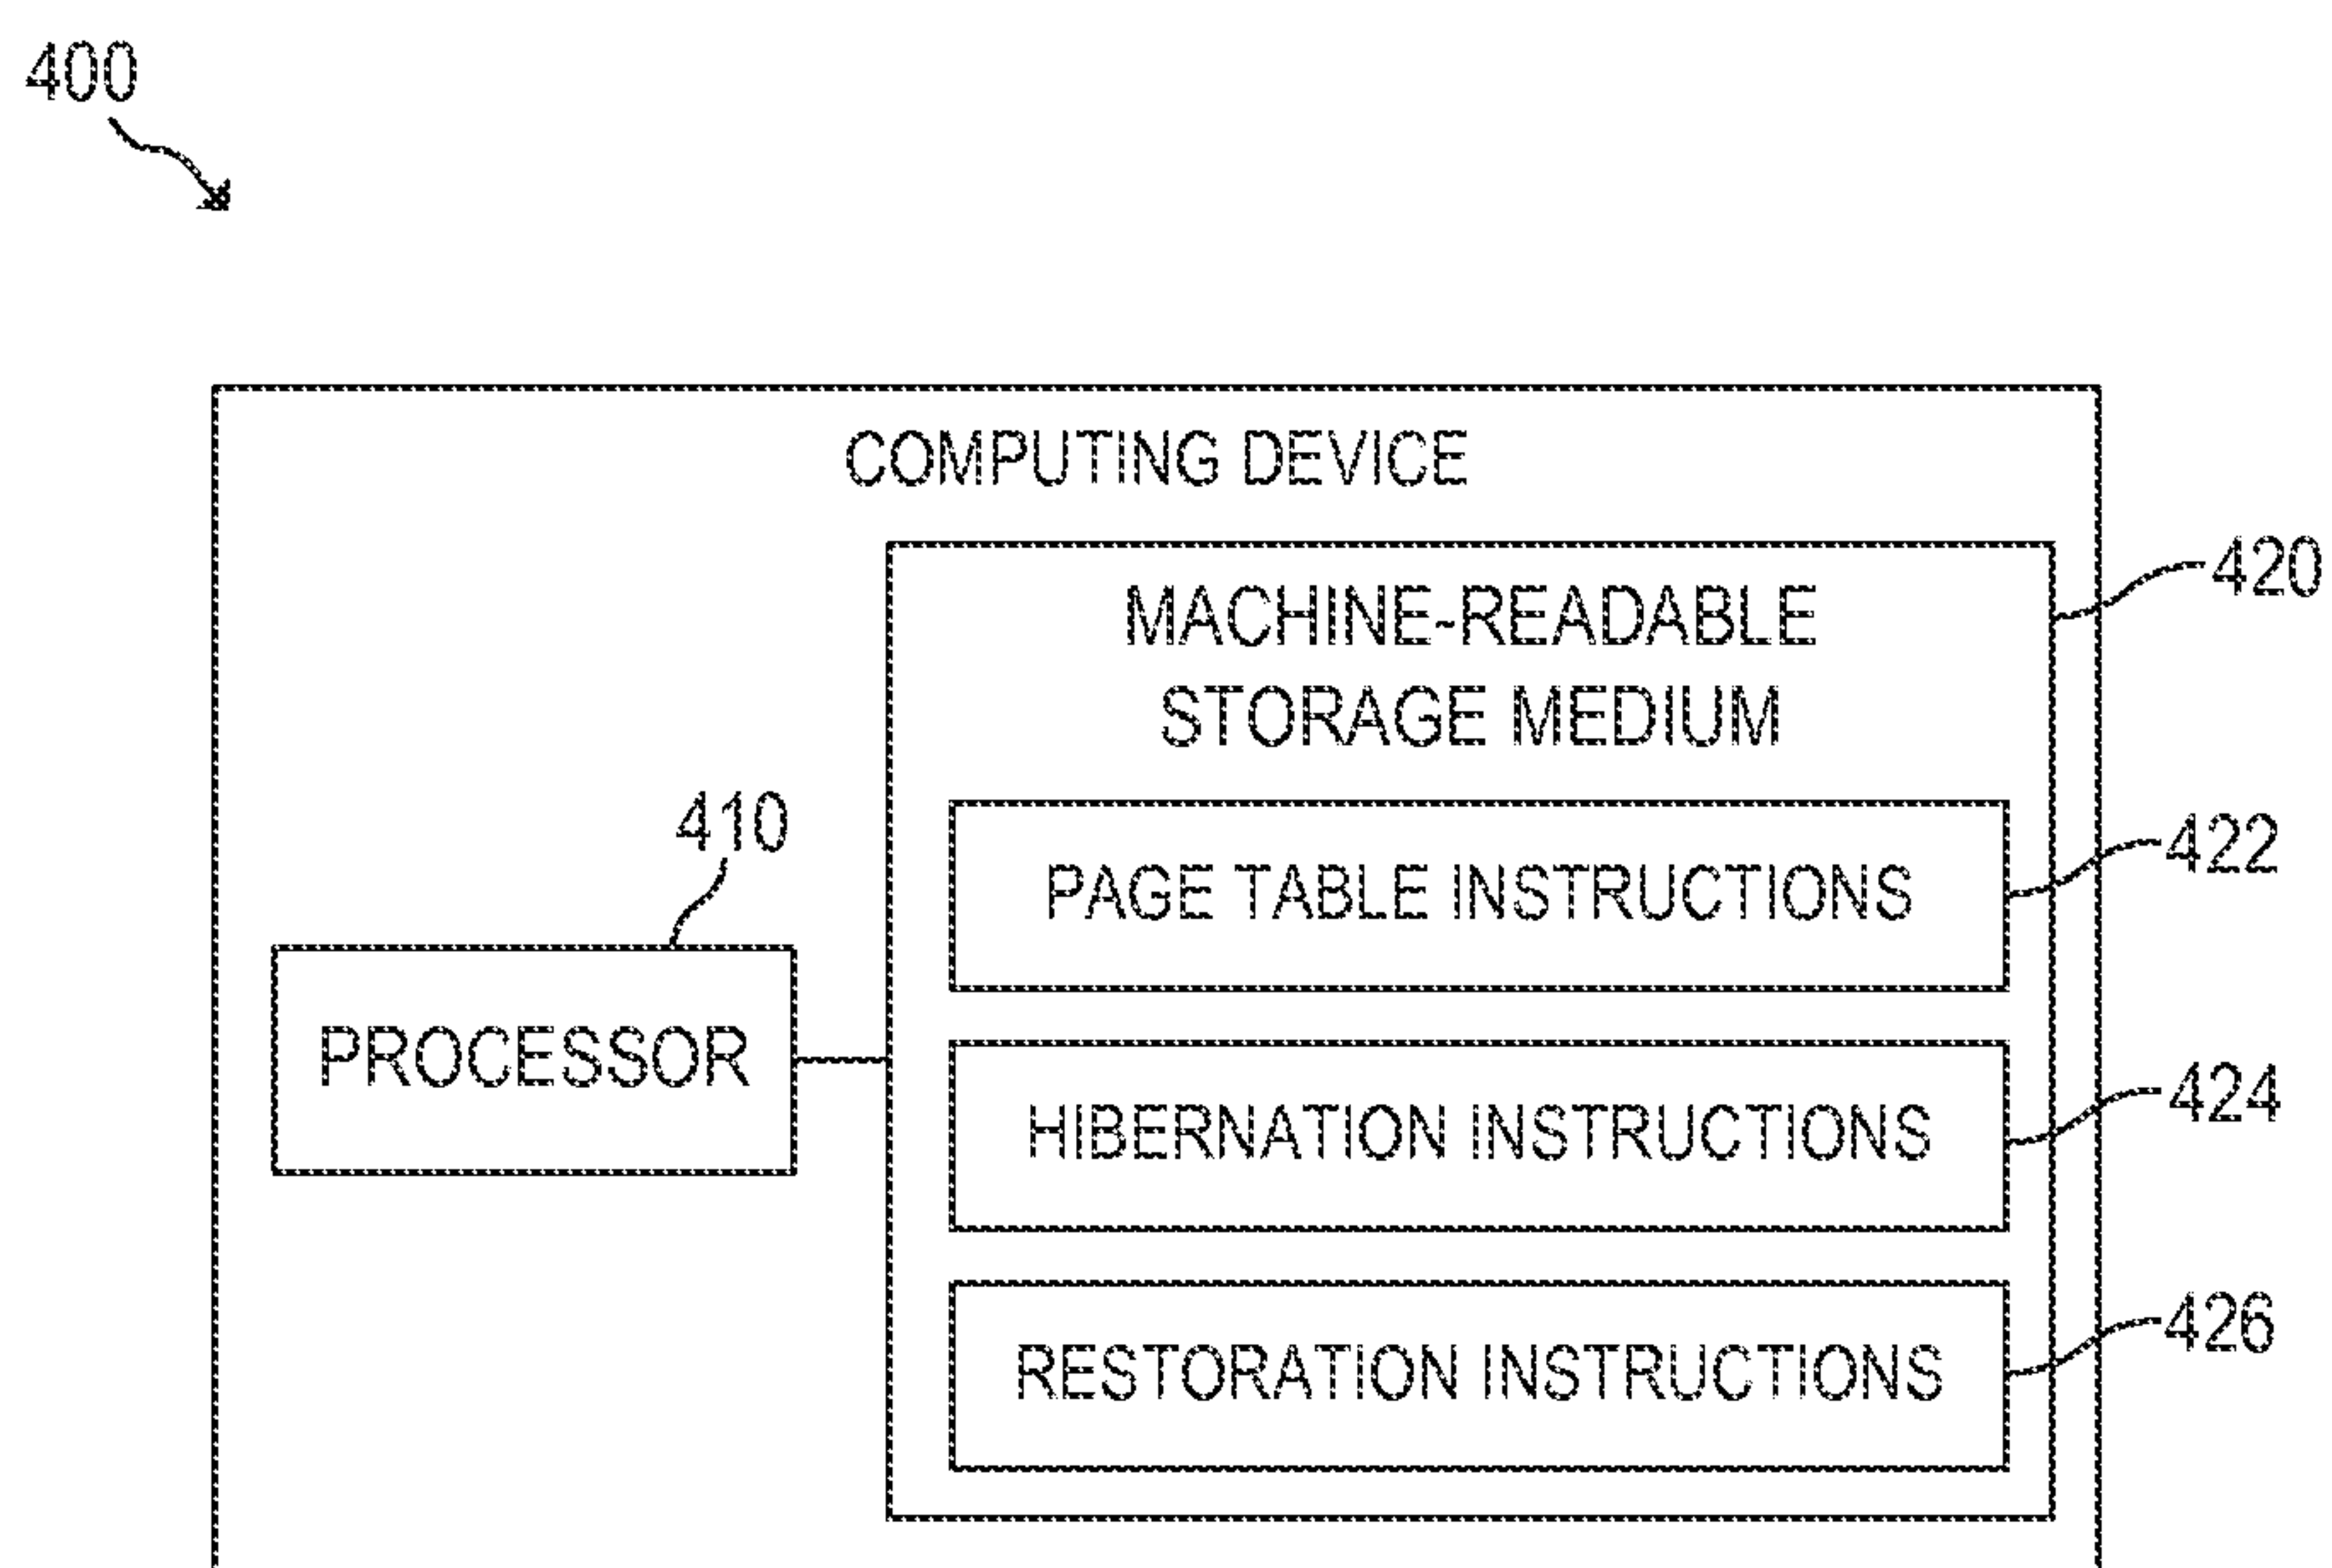 400
COMPUTING DEVICE
420
MACHINE-READABLE
STORAGE MEDIUM
410
422
PAGE TABLE INSTRUCTIONS
PROCESSOR
424
HIBERNATION INSTRUCTIONS
426
RESTORATION INSTRUCTIONS